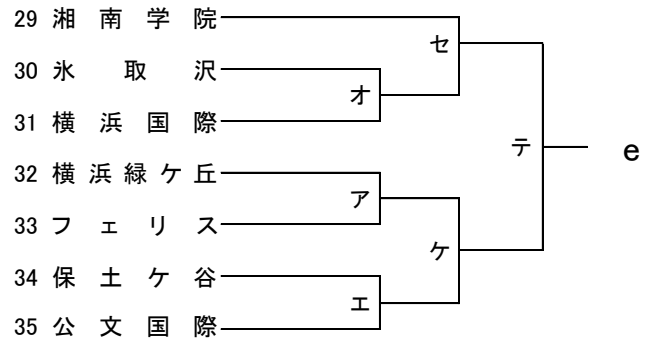 29 湘南学院
セ
30 氷取沢
オ
31 横浜国際
テ
e
32 横浜緑ケ丘
ア
33 フェリス
ケ
34 保土ケ谷
エ
35 公文国際